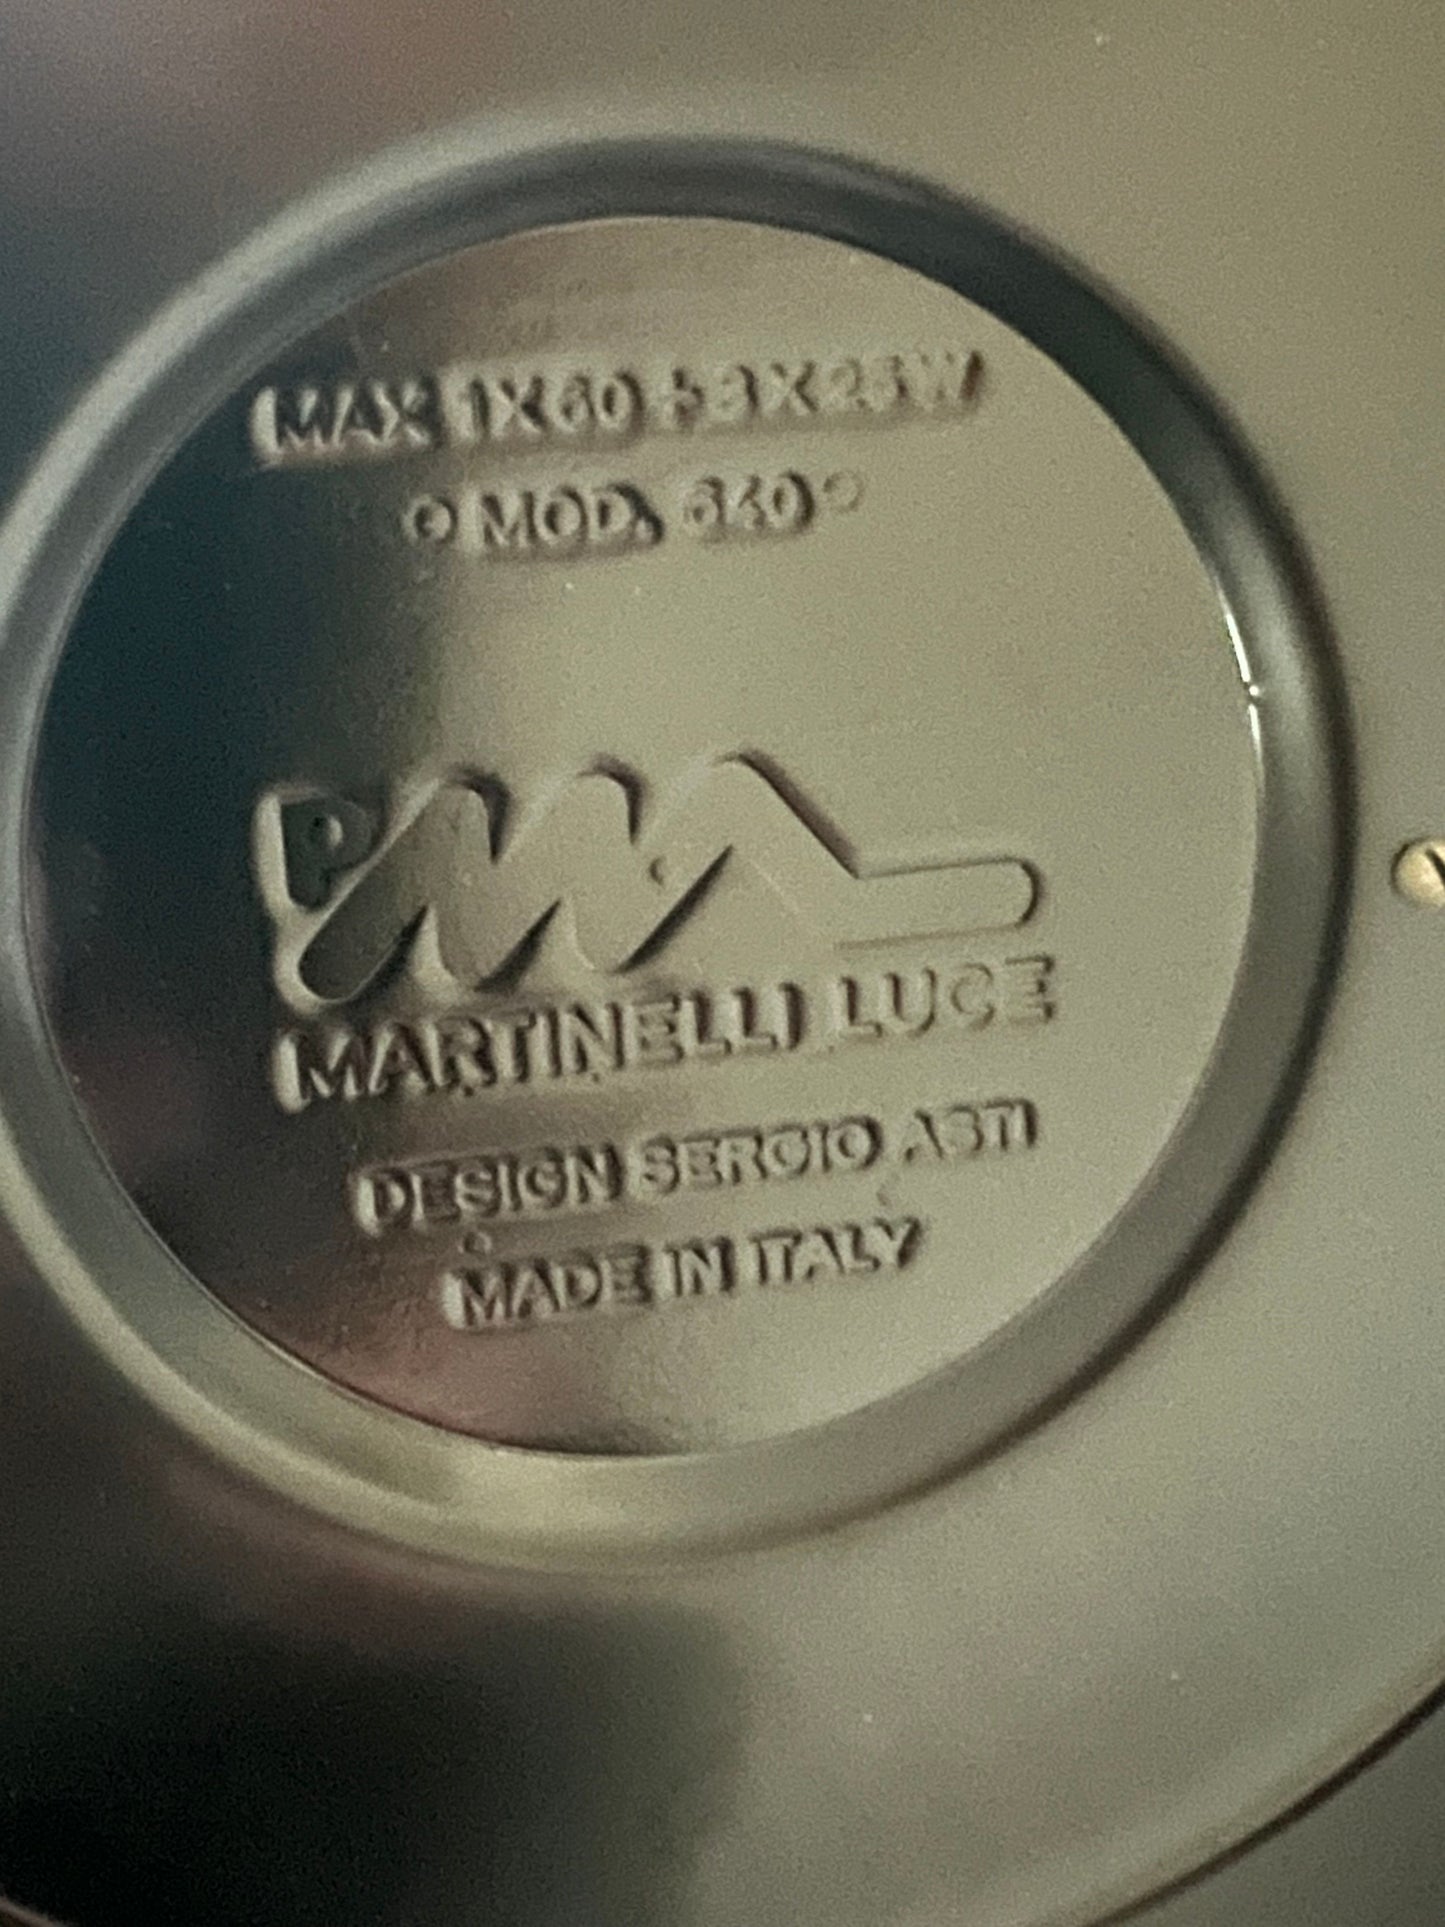 MAX 1X60 + 3X25W
MOD. 640
MARTINELLI LUCE
DESIGN SERGIO ASTI
MADE IN ITALY